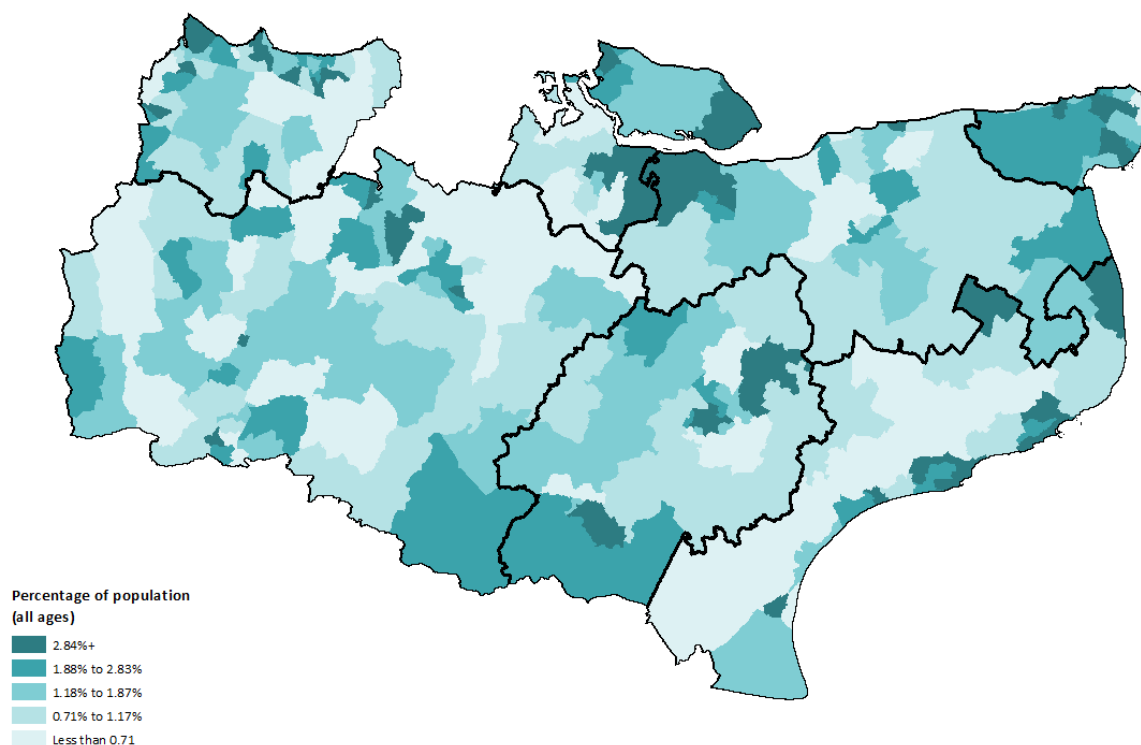 Percentage of population
(all ages)
2.84%+
1.88% to 2.83%
1.18% to 1.87%
0.71% to 1.17%
Less than 0.71